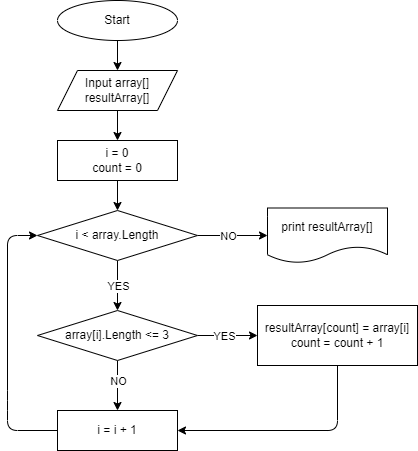 Start
Input array[]
resultArray[]
i = 0
count = 0
i < array.Length
NO
print resultArray[]
YES
array[i].Length <= 3
YES
resultArray[count] = array[i]
count = count + 1
NO
i = i + 1